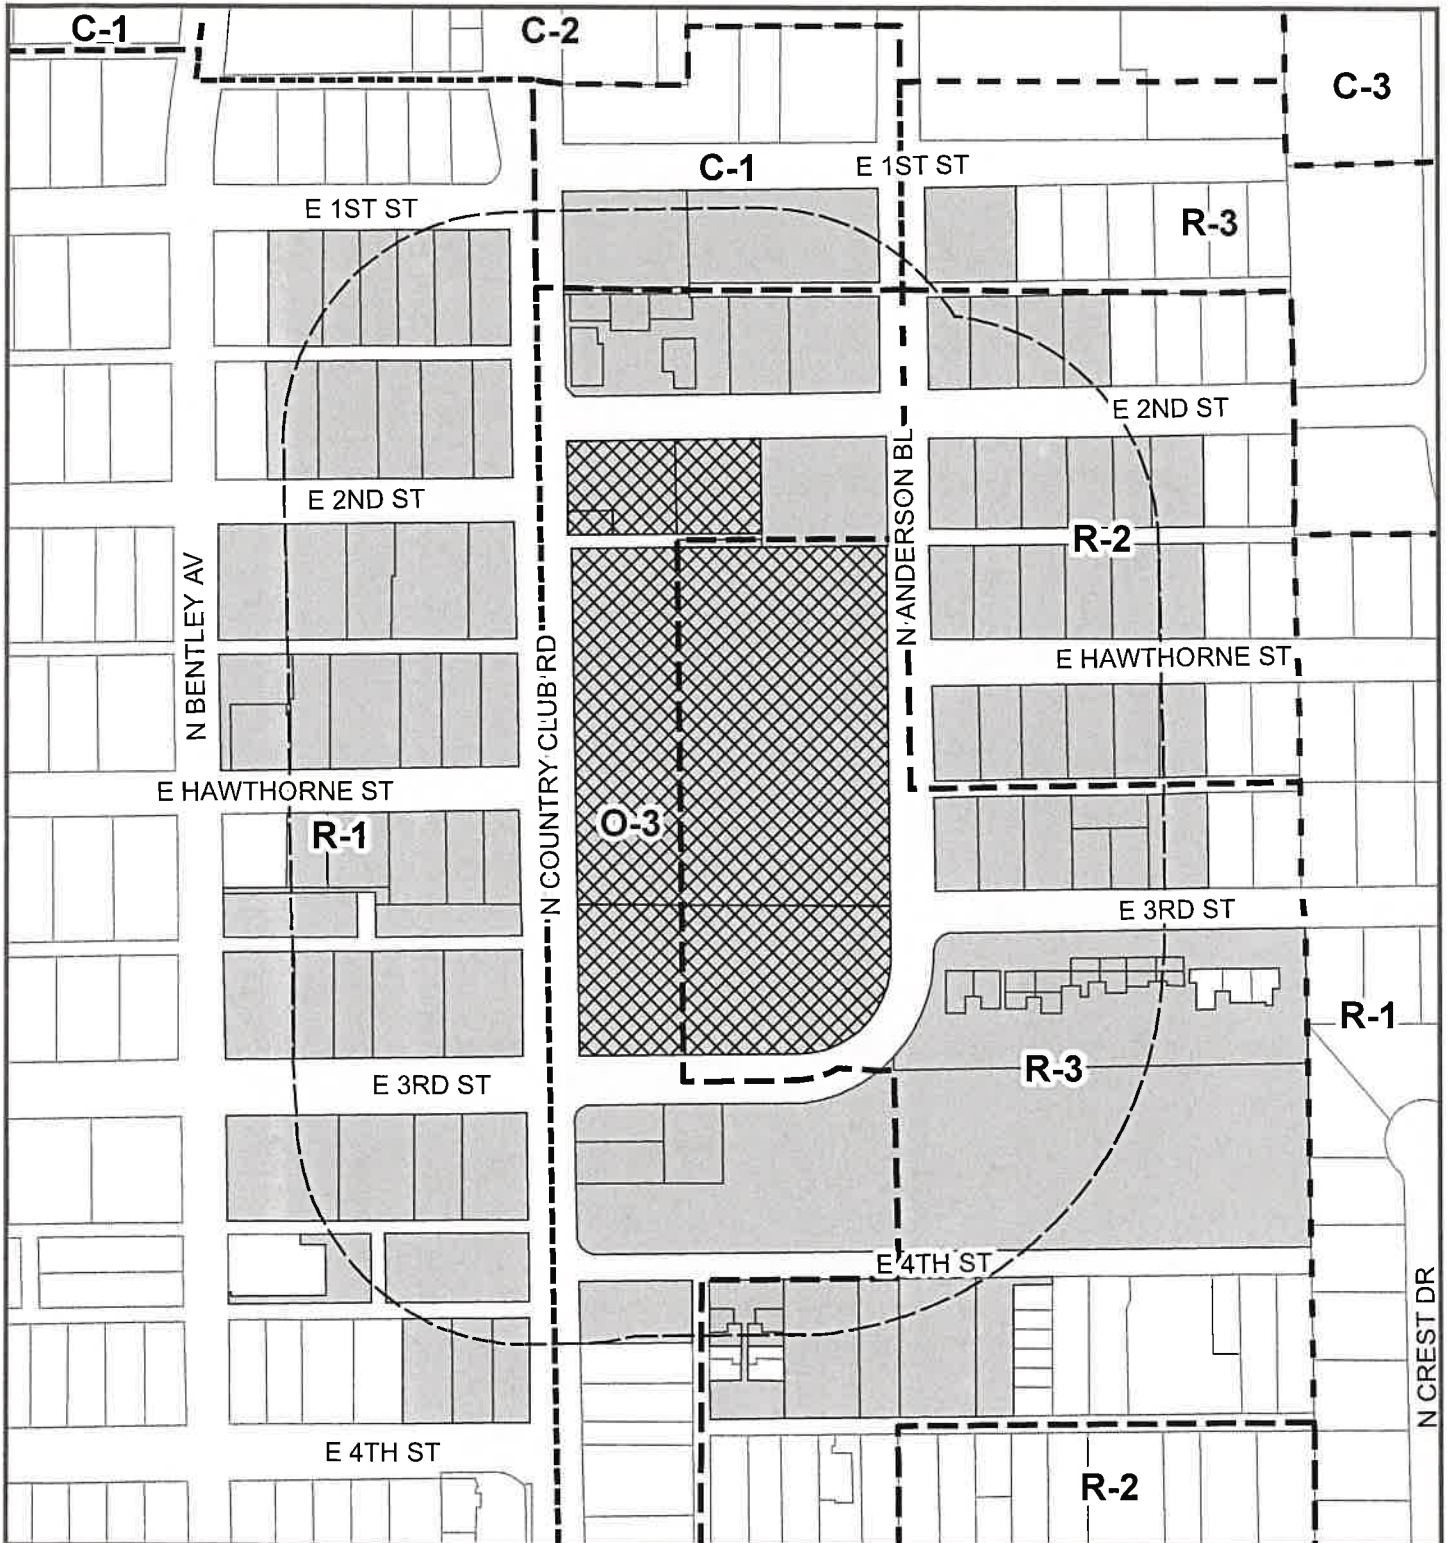 C-1
C-2
C-3
C-1
E 1ST ST
E 1ST ST
R-3
E 2ND ST
N ANDERSON BL
E 2ND ST
R-2
N BENTLEY AV
N COUNTRY CLUB RD
E HAWTHORNE ST
E HAWTHORNE ST
O-3
R-1
E 3RD ST
R-1
R-3
E 3RD ST
E 4TH ST
N CREST DR
E 4TH ST
R-2